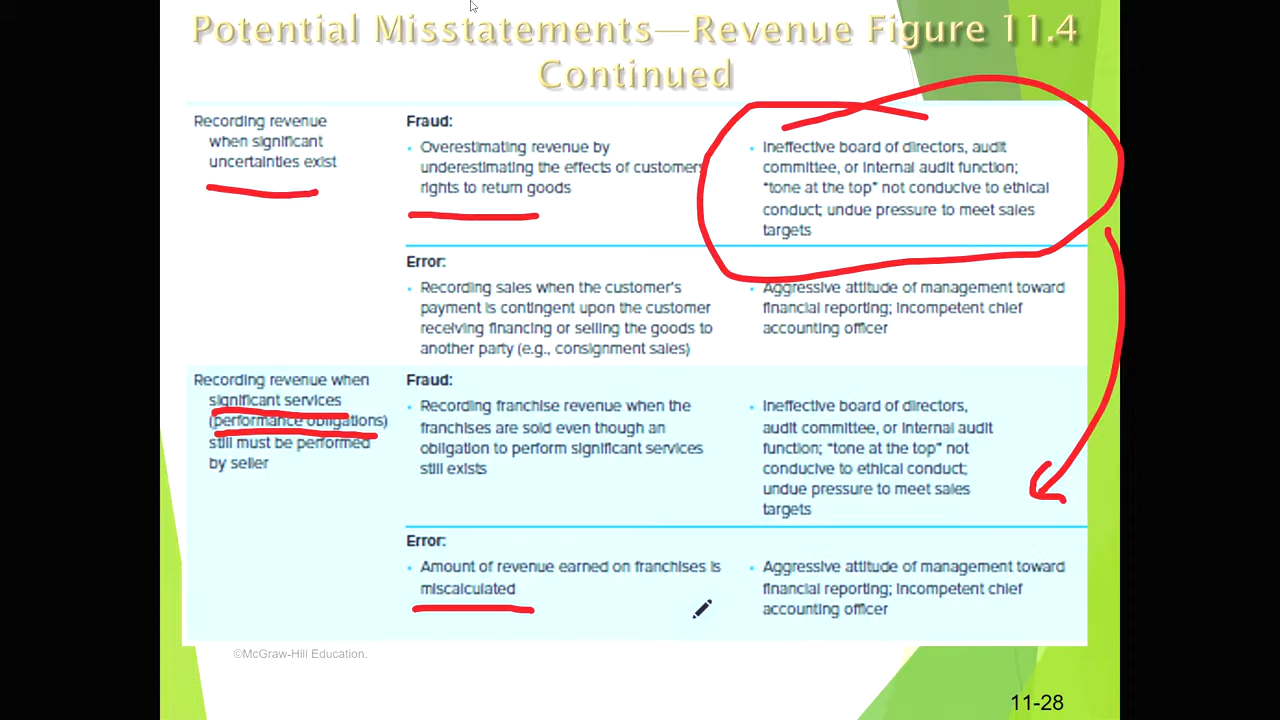 Potential Misstatements—Revenue Figure 11.4
Continued
Recording revenue
when significant
uncertainties exist
Fraud:
• Overestimating revenue by
underestimating the effects of customers
rights to return goods
• Ineffective board of directors, audit
committee, or internal audit function;
“tone at the top” not conducive to ethical
conduct; undue pressure to meet sales
targets
Error:
• Recording sales when the customer's
payment is contingent upon the customer
receiving financing or selling the goods to
another party (e.g., consignment sales)
• Aggressive attitude of management toward
financial reporting; incompetent chief
accounting officer
Recording revenue when
significant services
(performance obligations)
still must be performed
by seller
Fraud:
• Recording franchise revenue when the
franchises are sold even though an
obligation to perform significant services
still exists
• Ineffective board of directors,
audit committee, or internal audit
function; “tone at the top” not
conducive to ethical conduct;
undue pressure to meet sales
targets
Error:
• Amount of revenue earned on franchises is
miscalculated
• Aggressive attitude of management toward
financial reporting; incompetent chief
accounting officer
©McGraw-Hill Education.
11-28